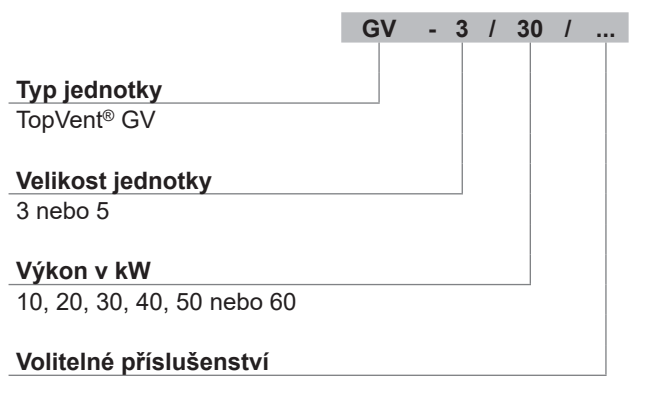 GV - 3 / 30 / ...
Typ jednotky
TopVent® GV
Velikost jednotky
3 nebo 5
Výkon v kW
10, 20, 30, 40, 50 nebo 60
Volitelné příslušenství